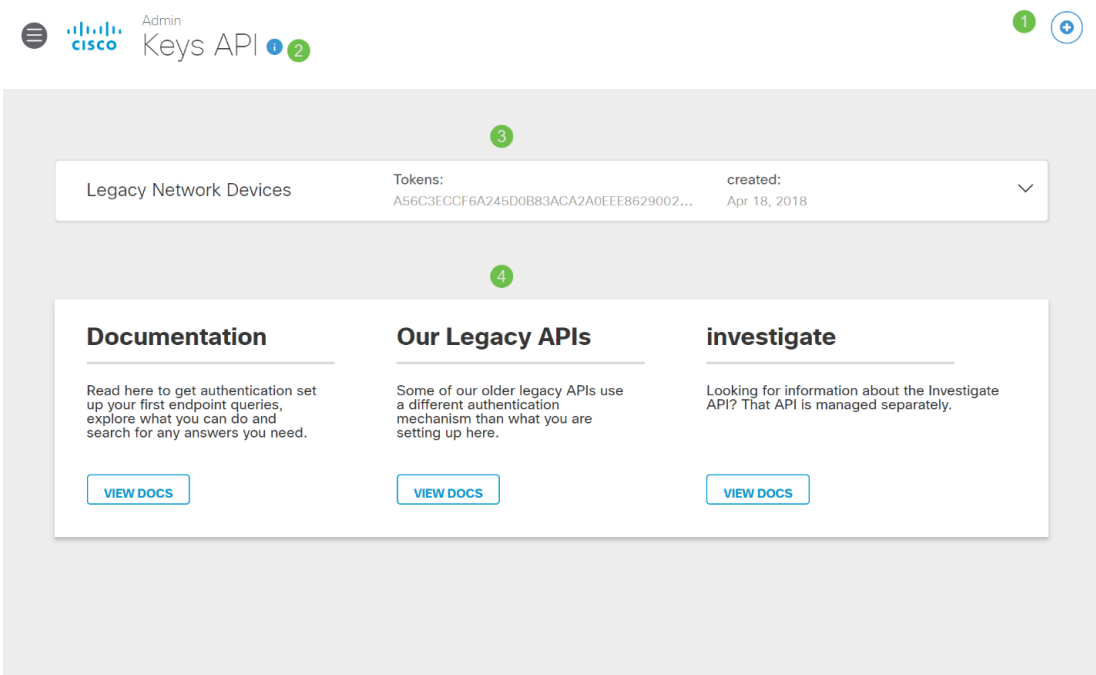 Admin
cisco
Keys API i 2
1
3
Legacy Network Devices
Tokens:
A56C3ECCF6A245D0B83ACA2A0EEE8629002...
created:
Apr 18, 2018
4
Documentation
Read here to get authentication set
up your first endpoint queries,
explore what you can do and
search for any answers you need.
VIEW DOCS
Our Legacy APIs
Some of our older legacy APIs use
a different authentication
mechanism than what you are
setting up here.
VIEW DOCS
investigate
Looking for information about the Investigate
API? That API is managed separately.
VIEW DOCS